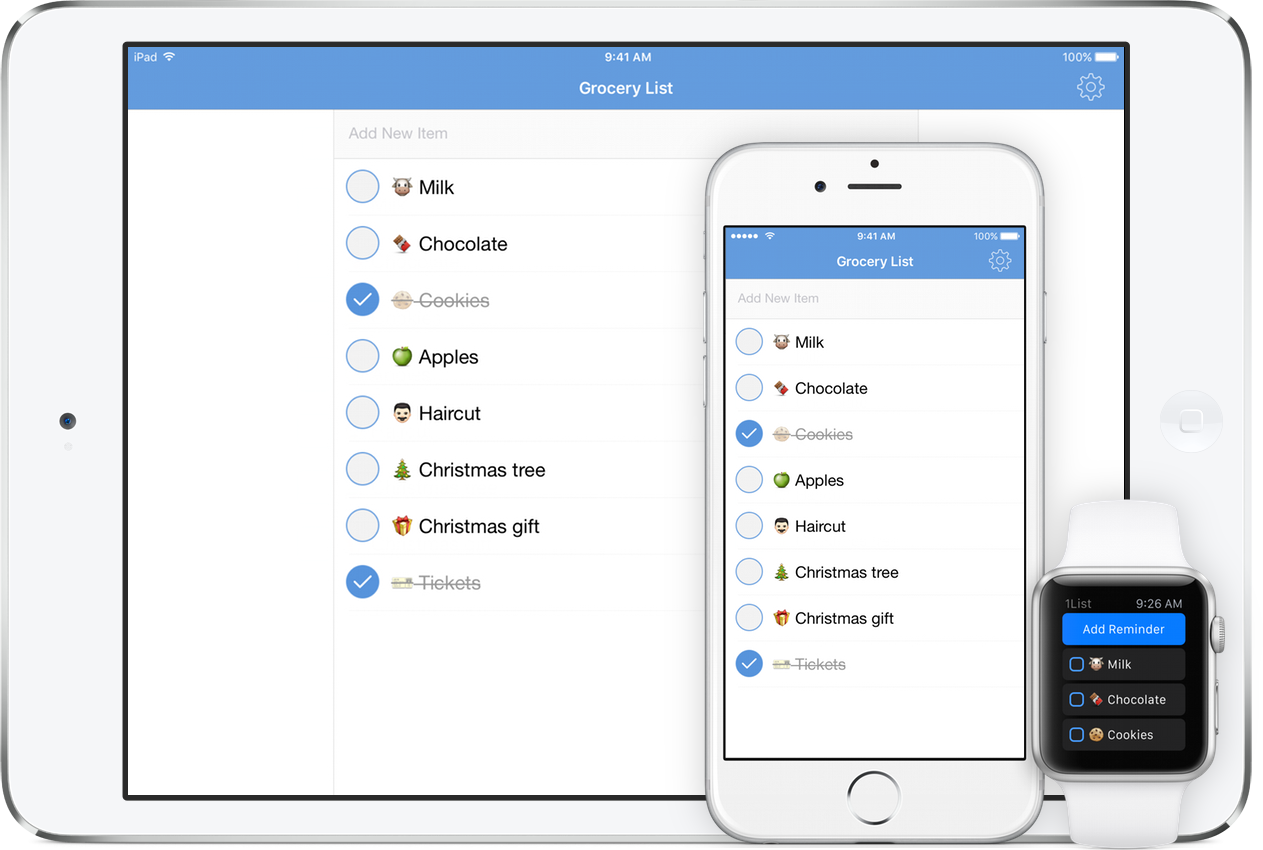 iPad 9:41 AM 100%
Grocery List
Add New Item
Milk
Chocolate
Cookies
Apples
Haircut
Christmas tree
Christmas gift
Tickets
9:41 AM 100%
Grocery List
Add New Item
Milk
Chocolate
Cookies
Apples
Haircut
Christmas tree
Christmas gift
Tickets
1List 9:26 AM
Add Reminder
Milk
Chocolate
Cookies